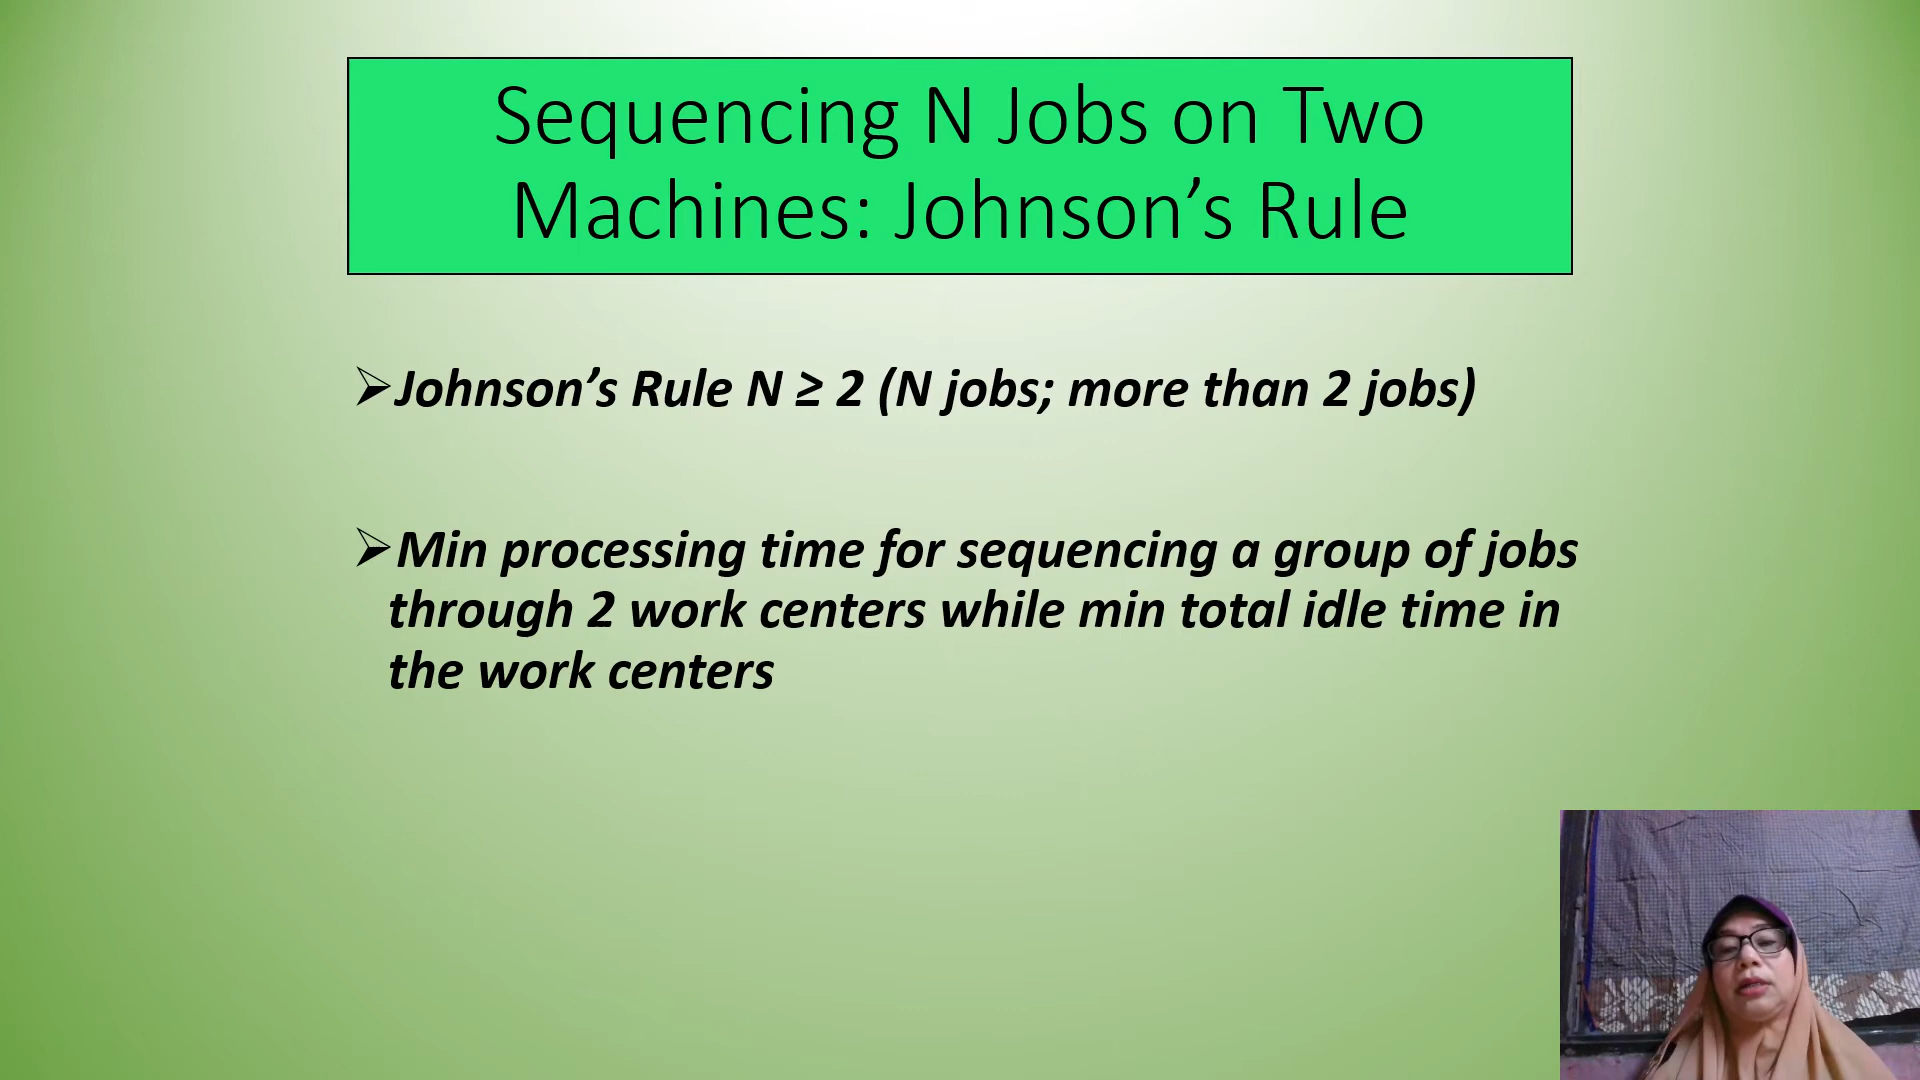 Sequencing N Jobs on Two
Machines: Johnson’s Rule
Johnson’s Rule N ≥ 2 (N jobs; more than 2 jobs)
Min processing time for sequencing a group of jobs
through 2 work centers while min total idle time in
the work centers